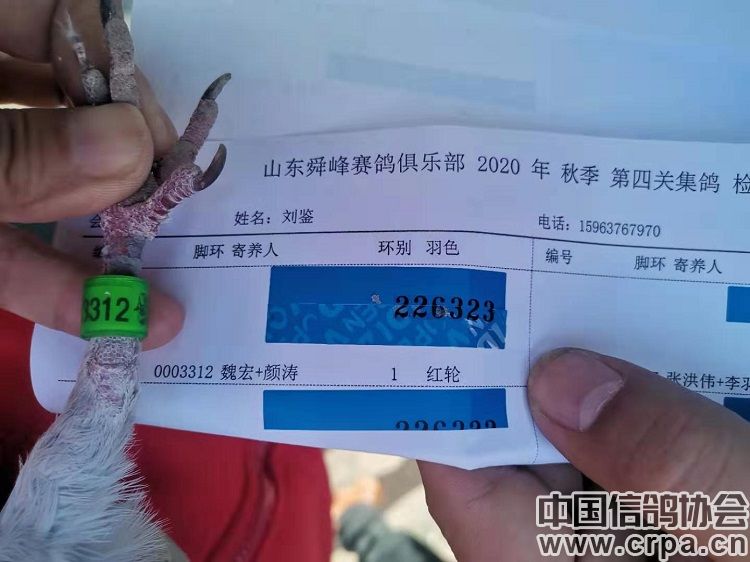 山东舜峰赛鸽俱乐部 2020 年 秋季 第四关集鸽 检
姓名: 刘鉴
电话: 15963767970
脚环 寄养人
环别 羽色
编号
脚环 寄养人
226323
3312
0003312 魏宏+颜涛
1
红轮
张洪伟+李
226323
中国信鸽协会
www.crpa.cn